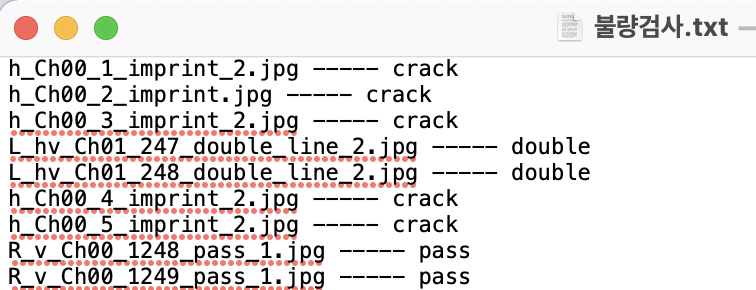 불량검사.txt —
h_Ch00_1_imprint_2.jpg ----- crack
h_Ch00_2_imprint.jpg ----- crack
h_Ch00_3_imprint_2.jpg ----- crack
L_hv_Ch01_247_double_line_2.jpg ----- double
L_hv_Ch01_248_double_line_2.jpg ----- double
h_Ch00_4_imprint_2.jpg ----- crack
h_Ch00_5_imprint_2.jpg ----- crack
R_v_Ch00_1248_pass_1.jpg ----- pass
R_v_Ch00_1249_pass_1.jpg ----- pass